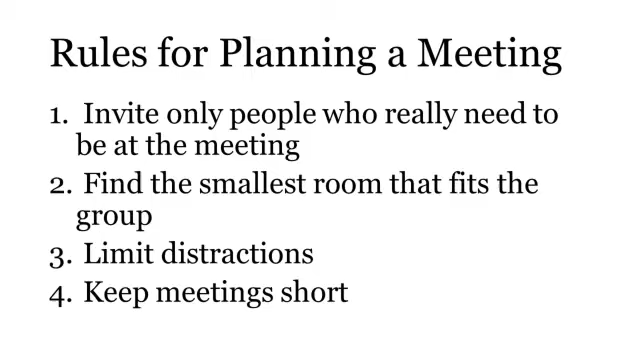 Rules for Planning a Meeting
1. Invite only people who really need to
be at the meeting
2. Find the smallest room that fits the
group
3. Limit distractions
4. Keep meetings short